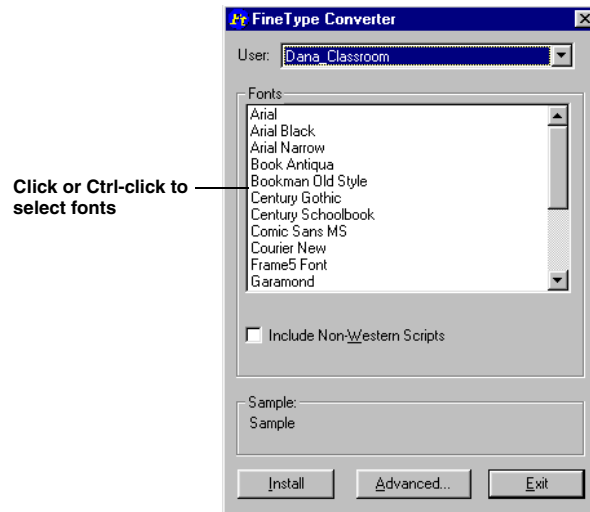 Ft FineType Converter
User: Dana_Classroom
Fonts
Arial
Arial Black
Arial Narrow
Book Antiqua
Bookman Old Style
Century Gothic
Century Schoolbook
Comic Sans MS
Courier New
Frame5 Font
Garamond
Click or Ctrl-click to
select fonts
Include Non-Western Scripts
Sample:
Sample
Install Advanced... Exit